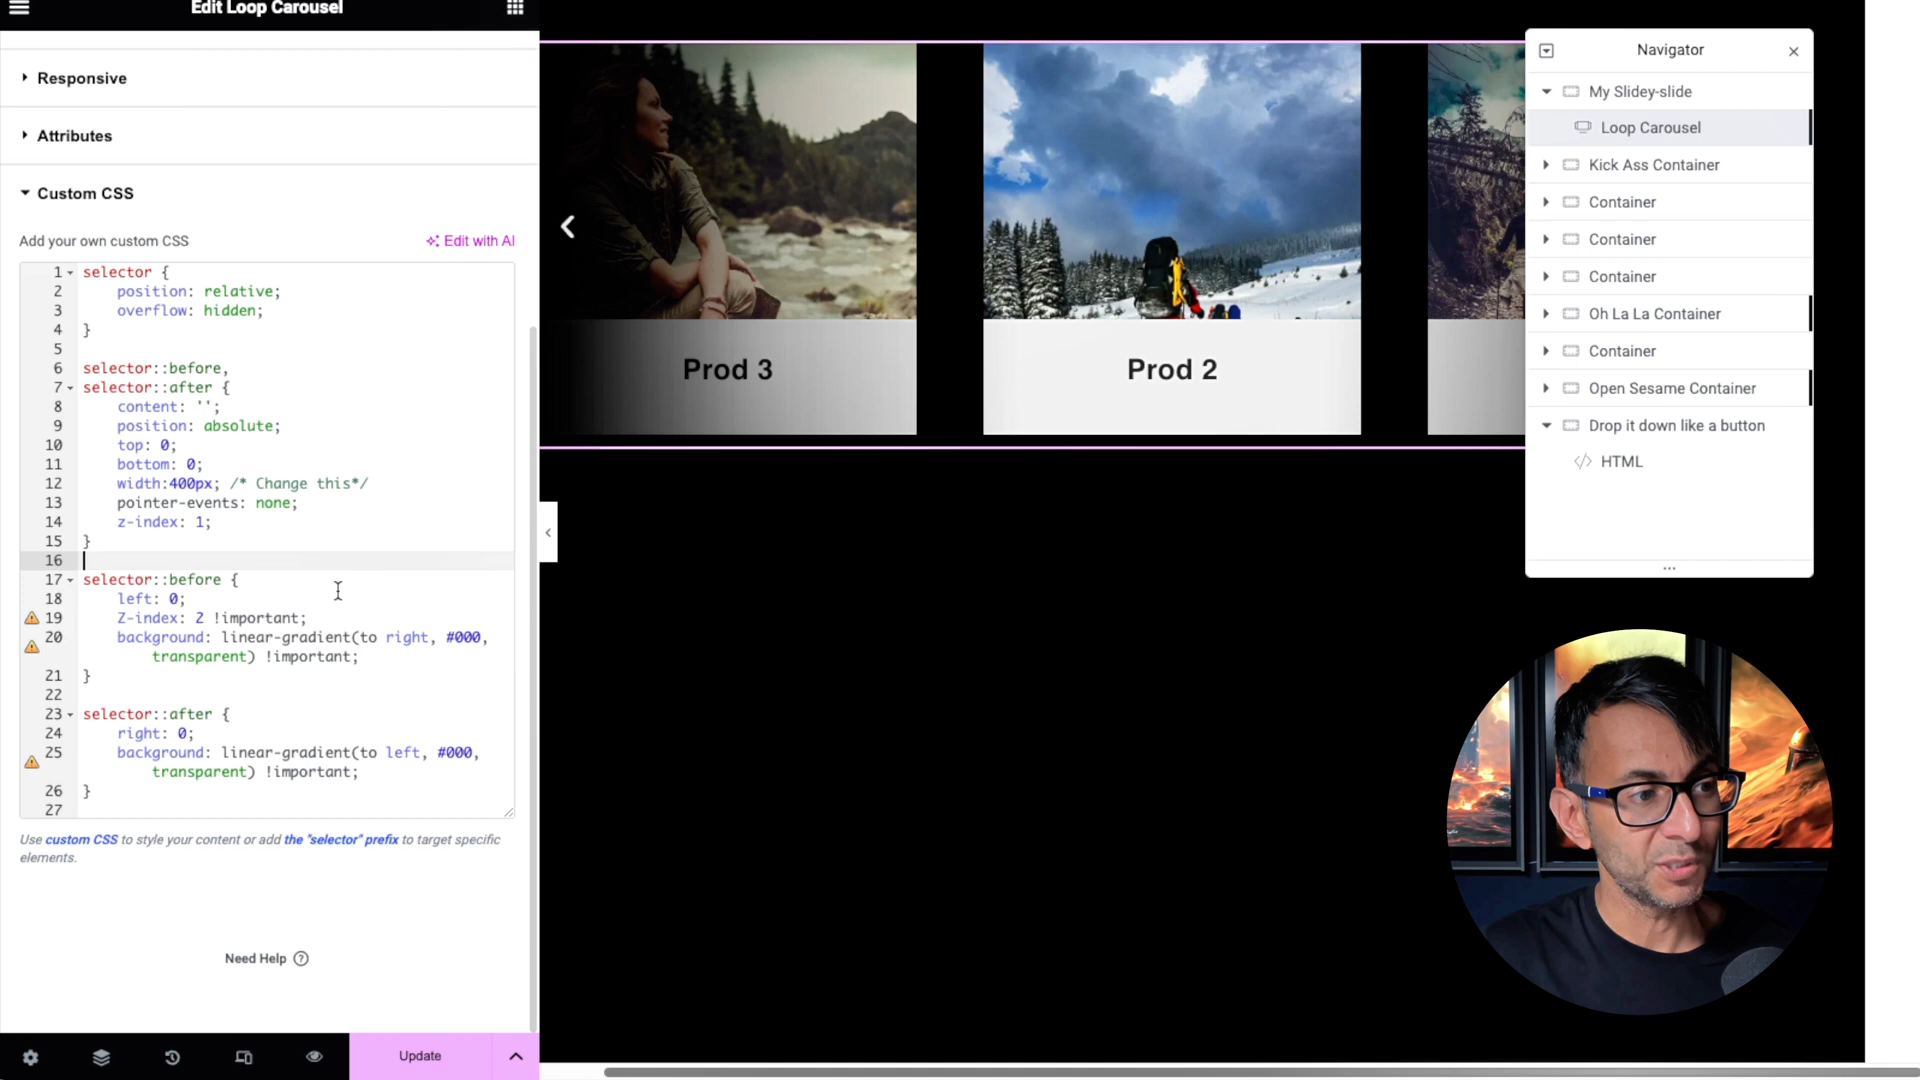 Edit Loop Carousel
Responsive
Attributes
Custom CSS
Add your own custom CSS
Edit with AI
1 selector {
2 position: relative;
3 overflow: hidden;
4 }
5
6 selector::before,
7 selector::after {
8 content: '';
9 position: absolute;
10 top: 0;
11 bottom: 0;
12 width:400px; /* Change this*/
13 pointer-events: none;
14 z-index: 1;
15 }
16
17 selector::before {
18 left: 0;
19 Z-index: 2 !important;
20 background: linear-gradient(to right, #000,
transparent) !important;
21 }
22
23 selector::after {
24 right: 0;
25 background: linear-gradient(to left, #000,
transparent) !important;
26 }
27
Use custom CSS to style your content or add the "selector" prefix to target specific
elements.
Need Help ?
Update
Prod 3
Prod 2
Navigator
My Slidey-slide
Loop Carousel
Kick Ass Container
Container
Container
Container
Oh La La Container
Container
Open Sesame Container
Drop it down like a button
HTML